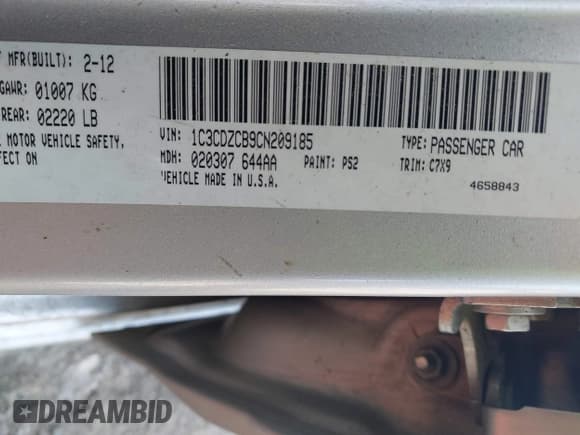 MFR(BUILT): 2-12
GAWR: 01007 KG
REAR: 02220 LB
MOTOR VEHICLE SAFETY,
FECT ON
VIN: 1C3CDZCB9CN209185 TYPE: PASSENGER CAR
MDH: 020307 644AA PAINT: PS2 TRIM: C7X9
VEHICLE MADE IN U.S.A. 4658843
DREAMBID